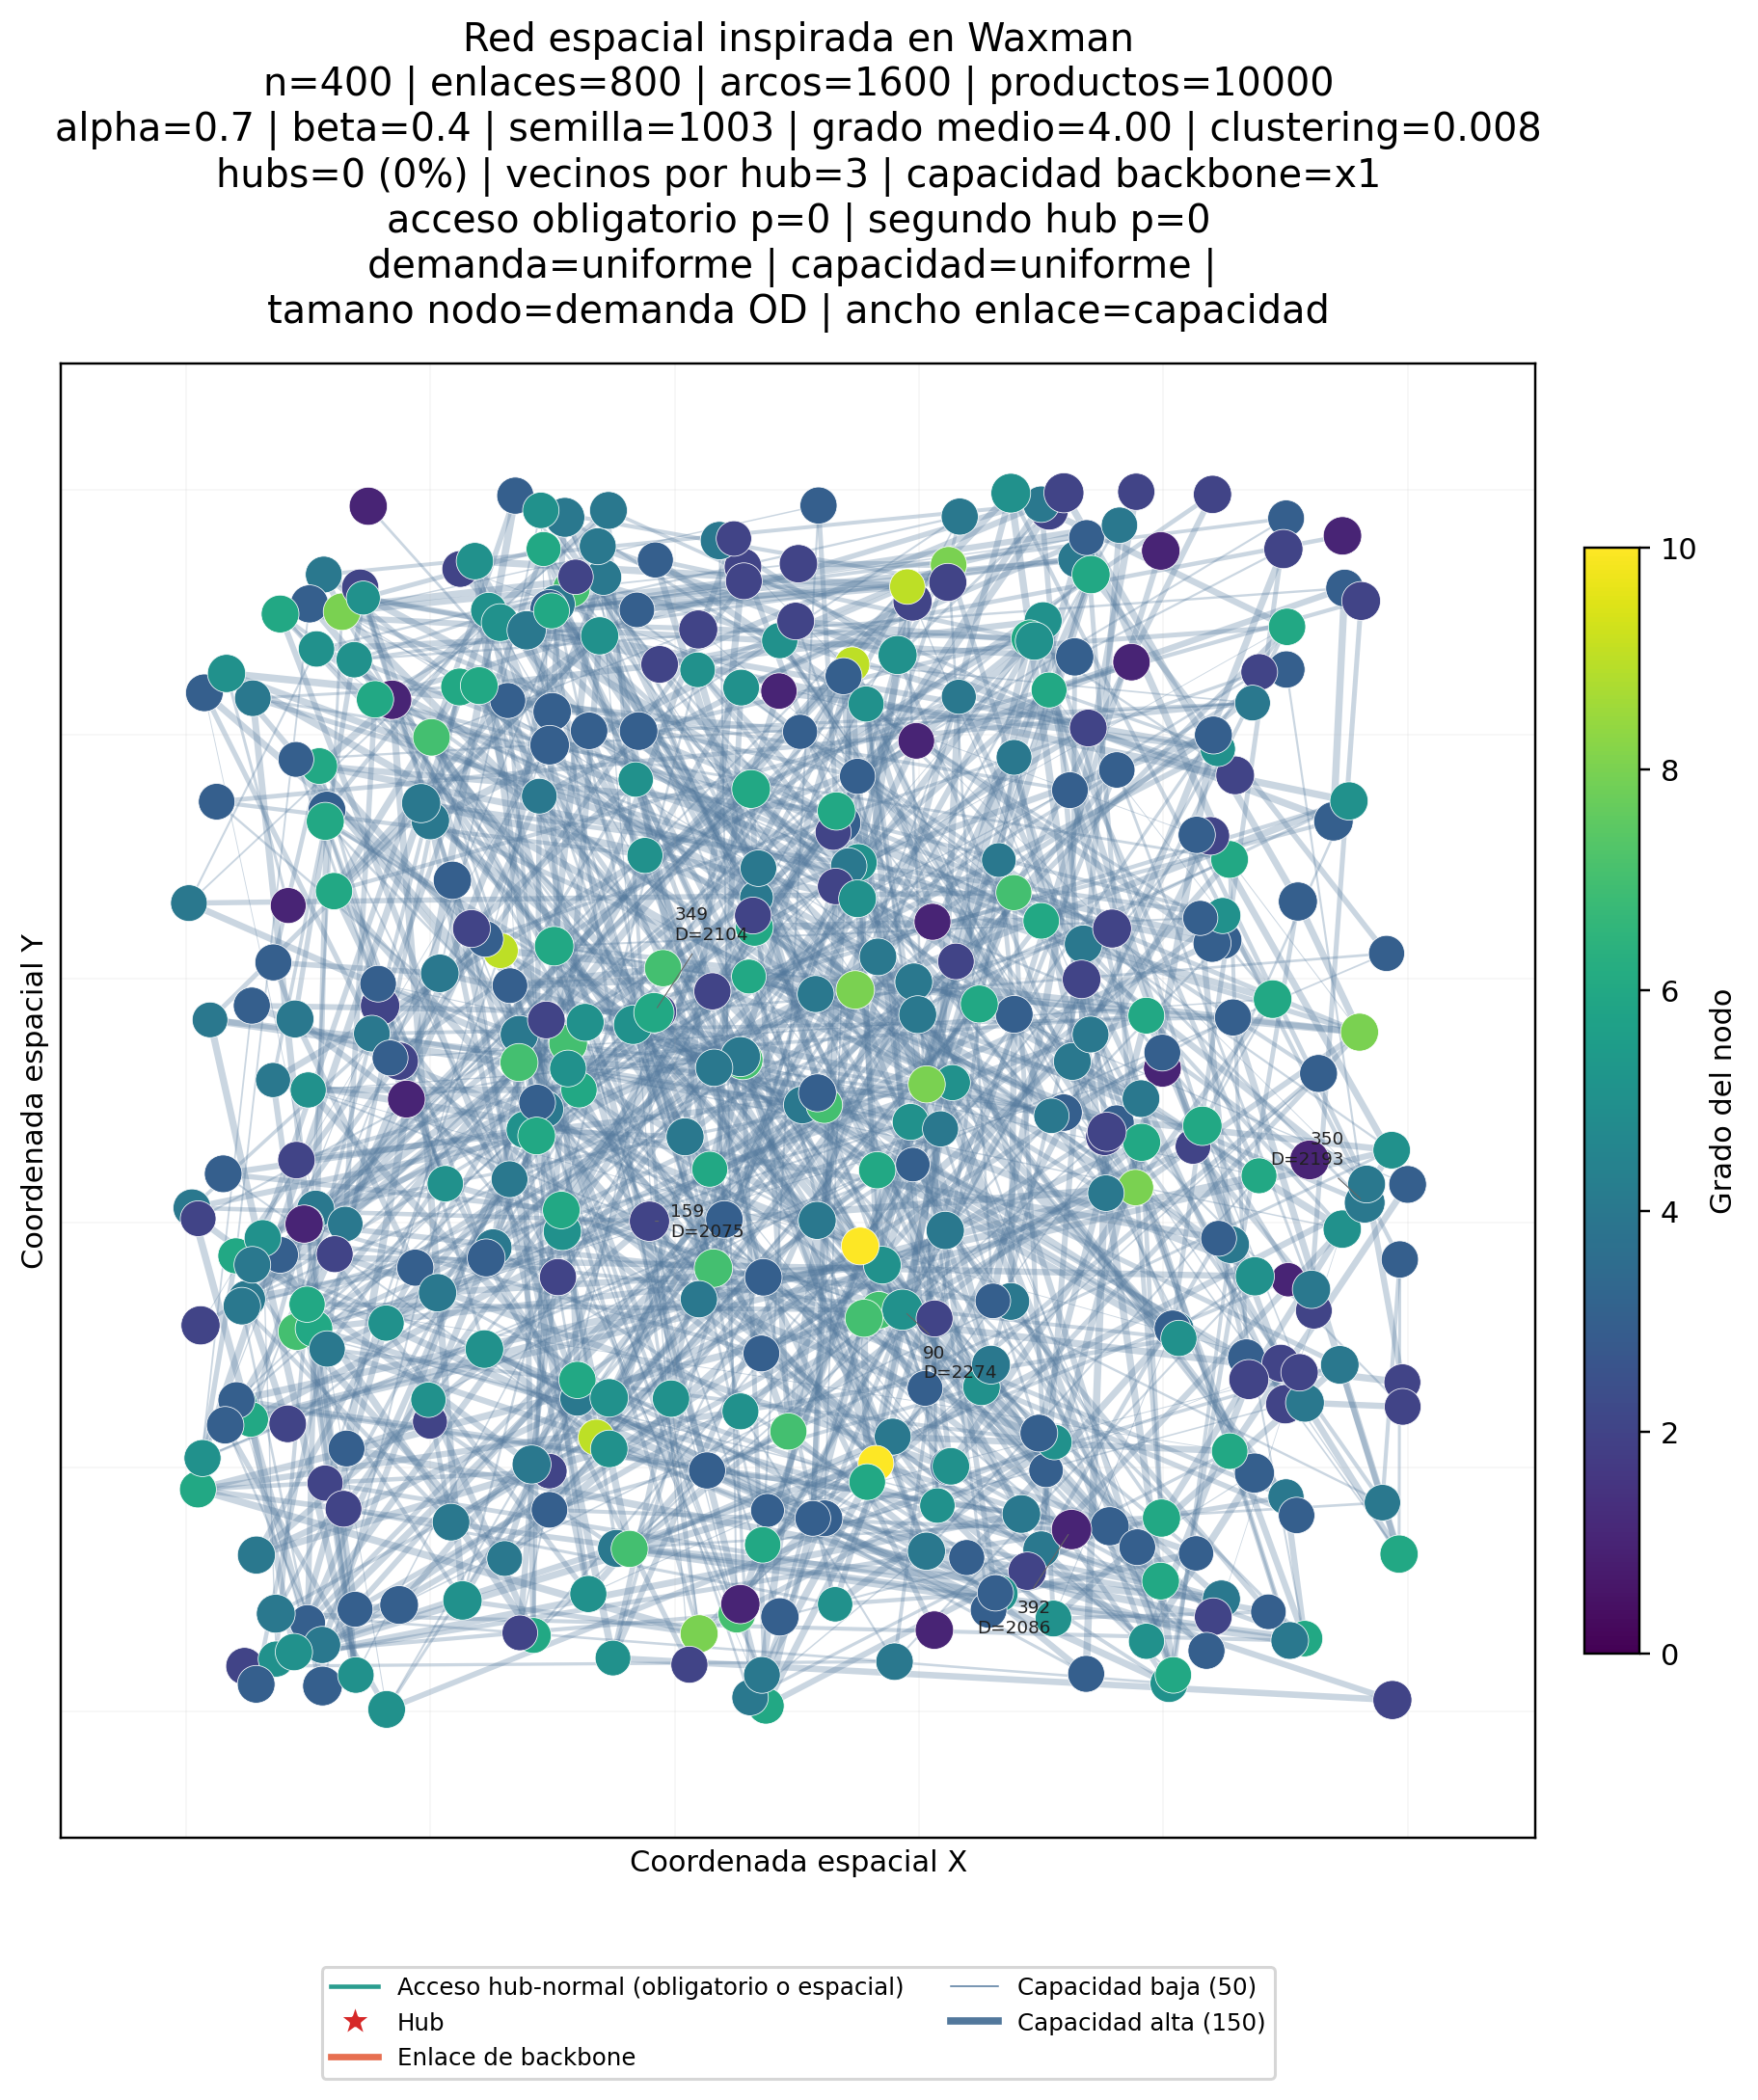 Red espacial inspirada en Waxman
n=400 | enlaces=800 | arcos=1600 | productos=10000
alpha=0.7 | beta=0.4 | semilla=1003 | grado medio=4.00 | clustering=0.008
hubs=0 (0%) | vecinos por hub=3 | capacidad backbone=x1
acceso obligatorio p=0 | segundo hub p=0
demanda=uniforme | capacidad=uniforme |
tamano nodo=demanda OD | ancho enlace=capacidad
Coordenada espacial Y
349
D=2104
350
D=2193
159
D=2075
90
D=2274
392
D=2086
Coordenada espacial X
10
8
6
4
2
0
Grado del nodo
Acceso hub-normal (obligatorio o espacial)
Hub
Enlace de backbone
Capacidad baja (50)
Capacidad alta (150)